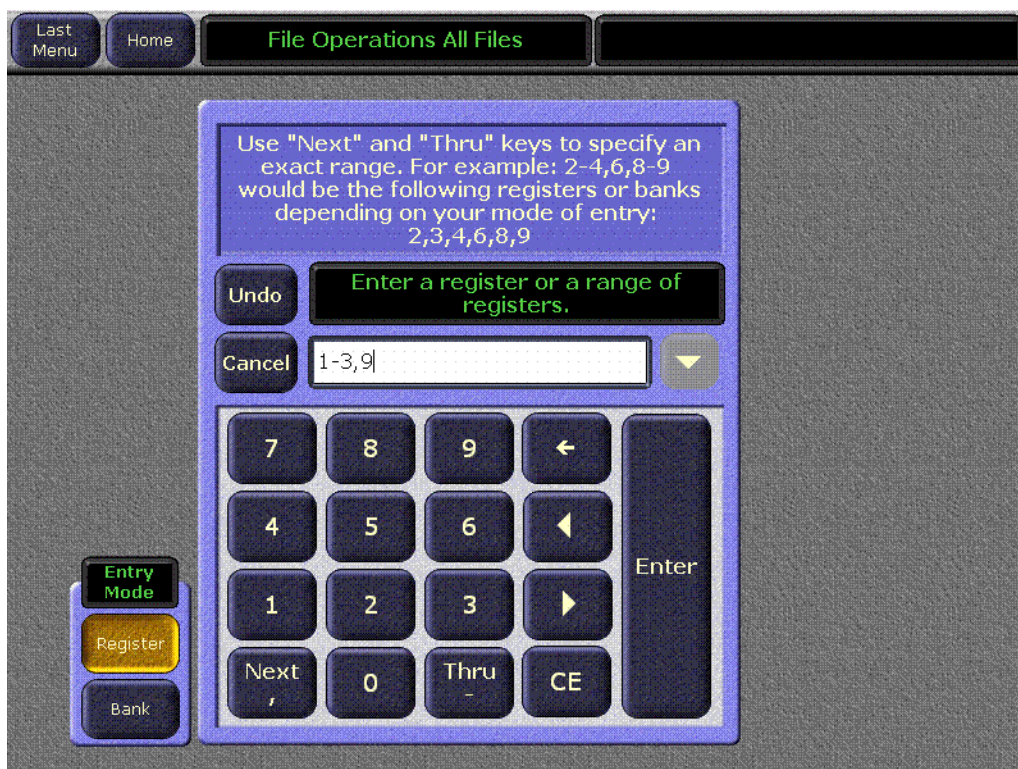 Last
Menu
Home
File Operations All Files
Use "Next" and "Thru" keys to specify an
exact range. For example: 2-4,6,8-9
would be the following registers or banks
depending on your mode of entry:
2,3,4,6,8,9
Undo
Enter a register or a range of
registers.
Cancel
1-3,9
7
8
9
4
5
6
1
2
3
Enter
Next
,
0
Thru
-
CE
Entry
Mode
Register
Bank